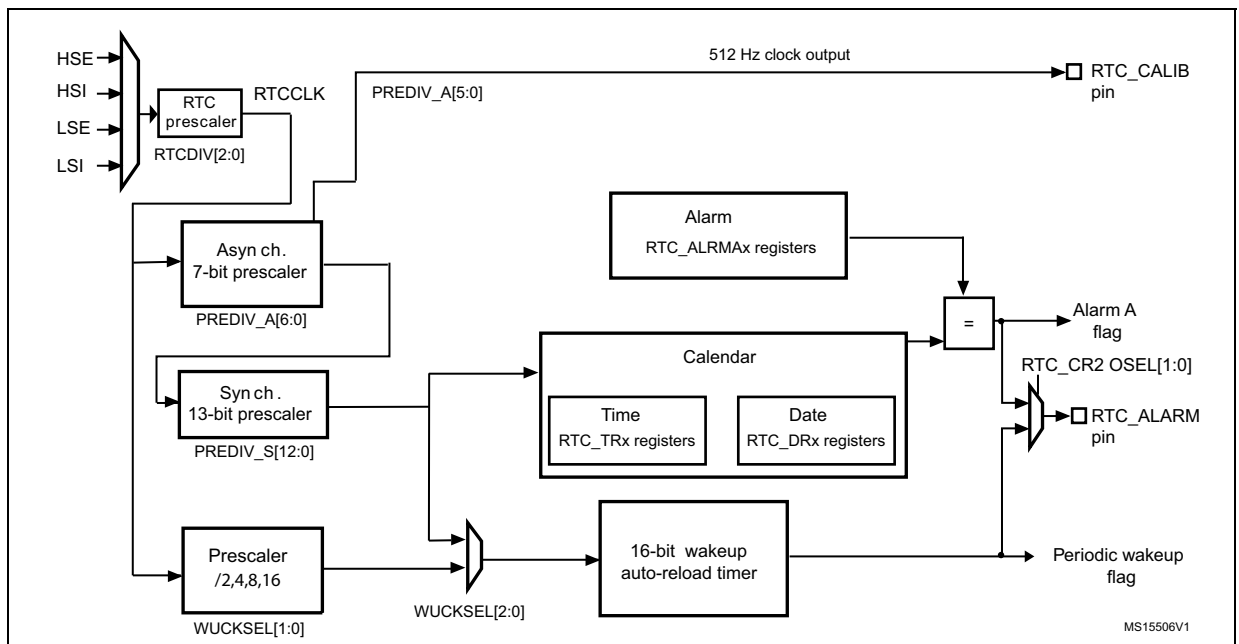 512 Hz clock output
HSE
HSI
LSE
LSI
RTC
prescaler
RTCDIV[2:0]
RTCCLK
PREDIV_A[5:0]
RTC_CALIB
pin
Asyn ch.
7-bit prescaler
PREDIV_A[6:0]
Alarm
RTC_ALRMAx registers
=
Alarm A
flag
Calendar
Time
RTC_TRx registers
Date
RTC_DRx registers
RTC_CR2 OSEL[1:0]
RTC_ALARM
pin
Syn ch.
13-bit prescaler
PREDIV_S[12:0]
Prescaler
/2,4,8,16
WUCKSEL[1:0]
WUCKSEL[2:0]
16-bit wakeup
auto-reload timer
Periodic wakeup
flag
MS15506V1